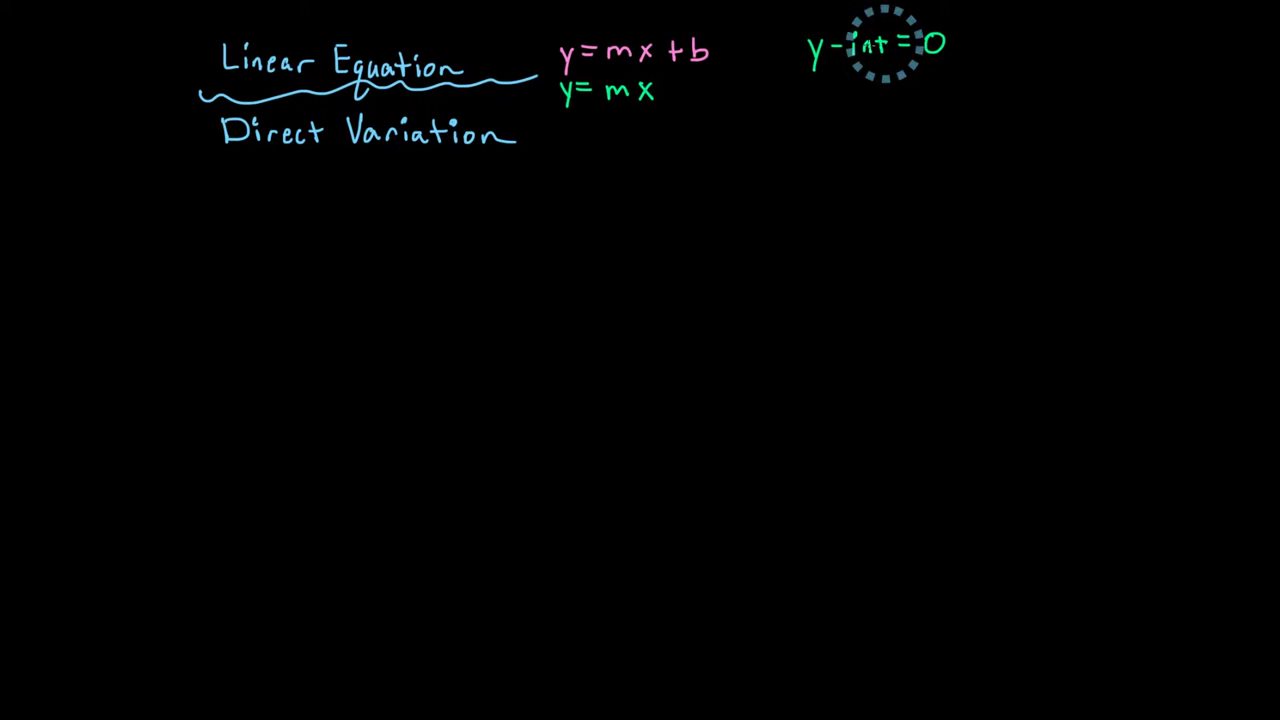 Linear Equation
y = mx + b
y - int = 0
y = mx
Direct Variation